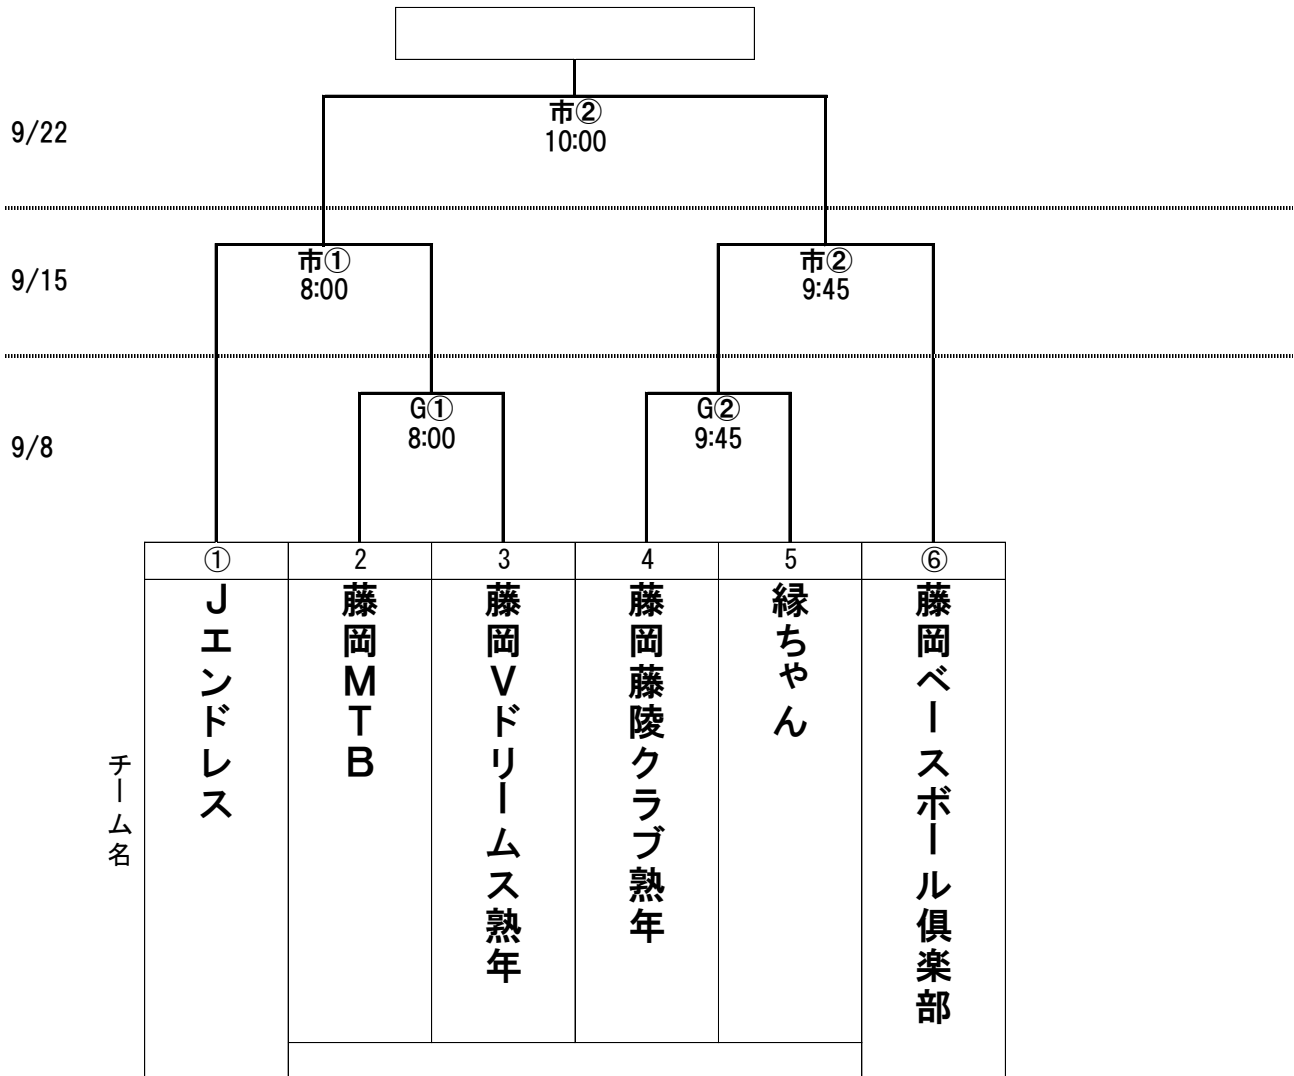 市②
10:00
9/22
市①
8:00
市②
9:45
9/15
G①
8:00
G②
9:45
9/8
① 2 3 4 5 ⑥
チーム名
Jエンドレス
藤岡MTB
藤岡Vドリームス熟年
藤岡藤陵クラブ熟年
縁ちゃん
藤岡ベースボール倶楽部